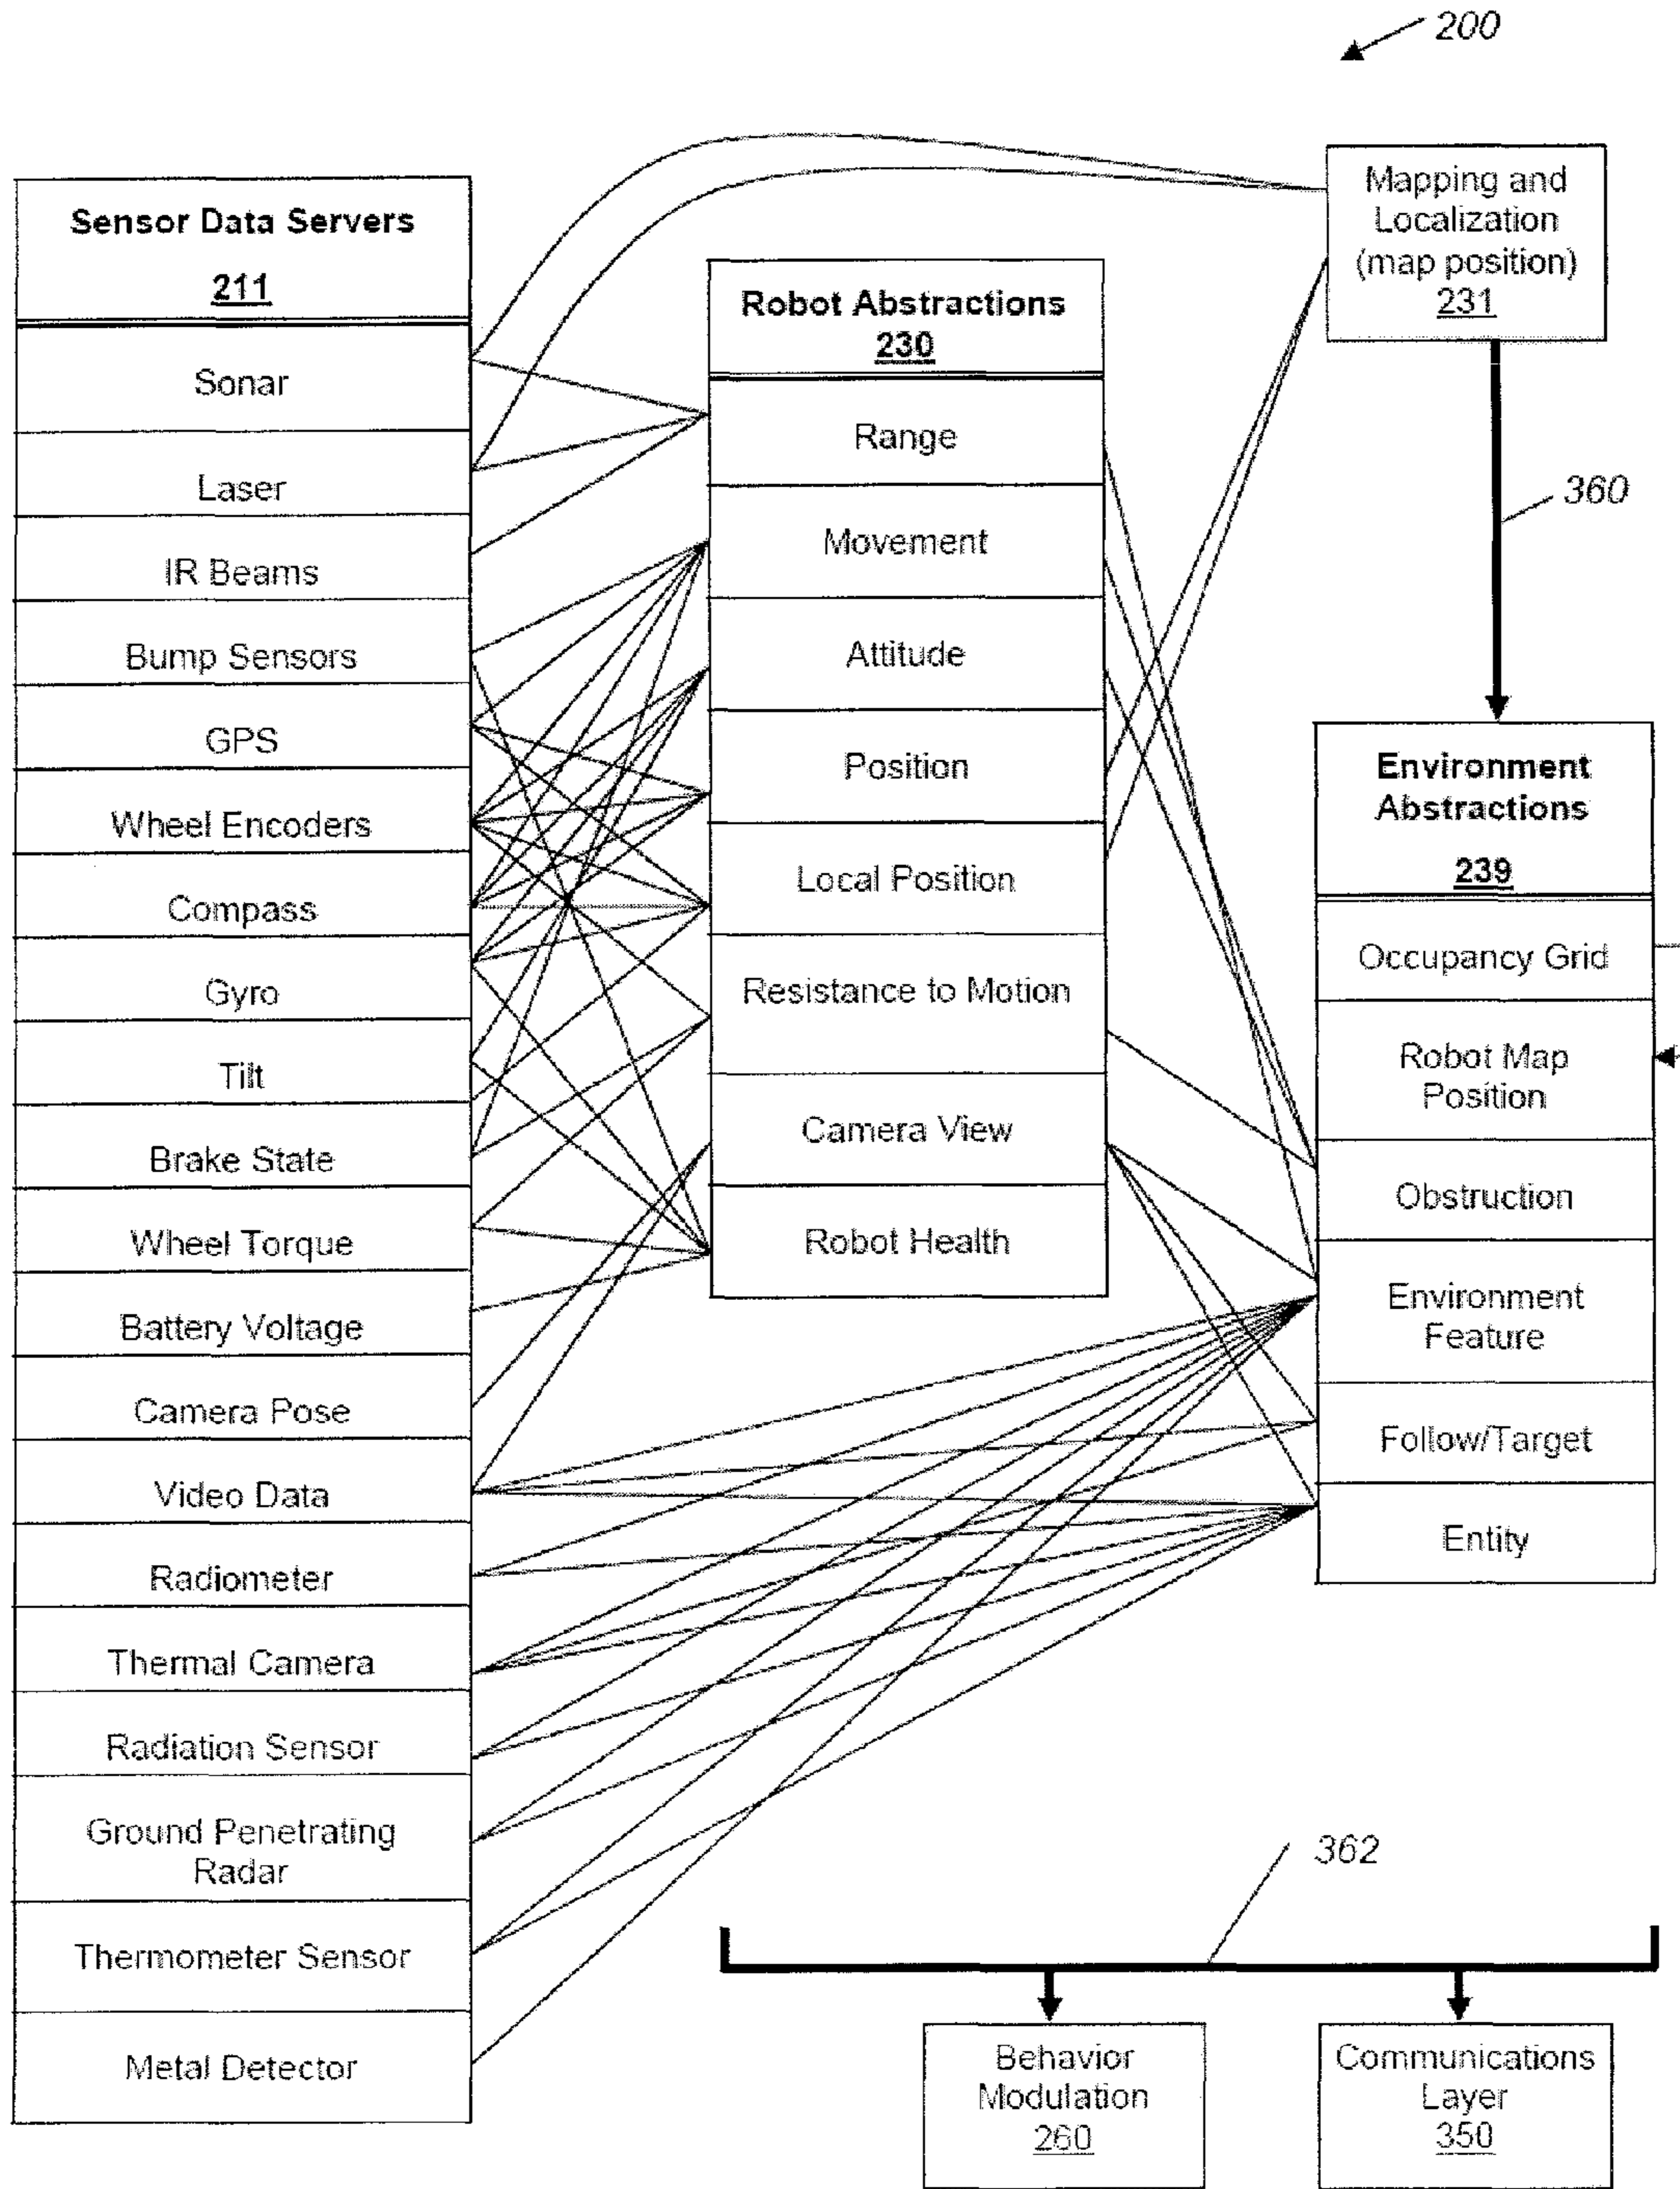 200
Sensor Data Servers
211
Sonar
Laser
IR Beams
Bump Sensors
GPS
Wheel Encoders
Compass
Gyro
Tilt
Brake State
Wheel Torque
Battery Voltage
Camera Pose
Video Data
Radiometer
Thermal Camera
Radiation Sensor
Ground Penetrating
Radar
Thermometer Sensor
Metal Detector
Robot Abstractions
230
Range
Movement
Attitude
Position
Local Position
Resistance to Motion
Camera View
Robot Health
Mapping and
Localization
(map position)
231
360
Environment
Abstractions
239
Occupancy Grid
Robot Map
Position
Obstruction
Environment
Feature
Follow/Target
Entity
362
Behavior
Modulation
260
Communications
Layer
350